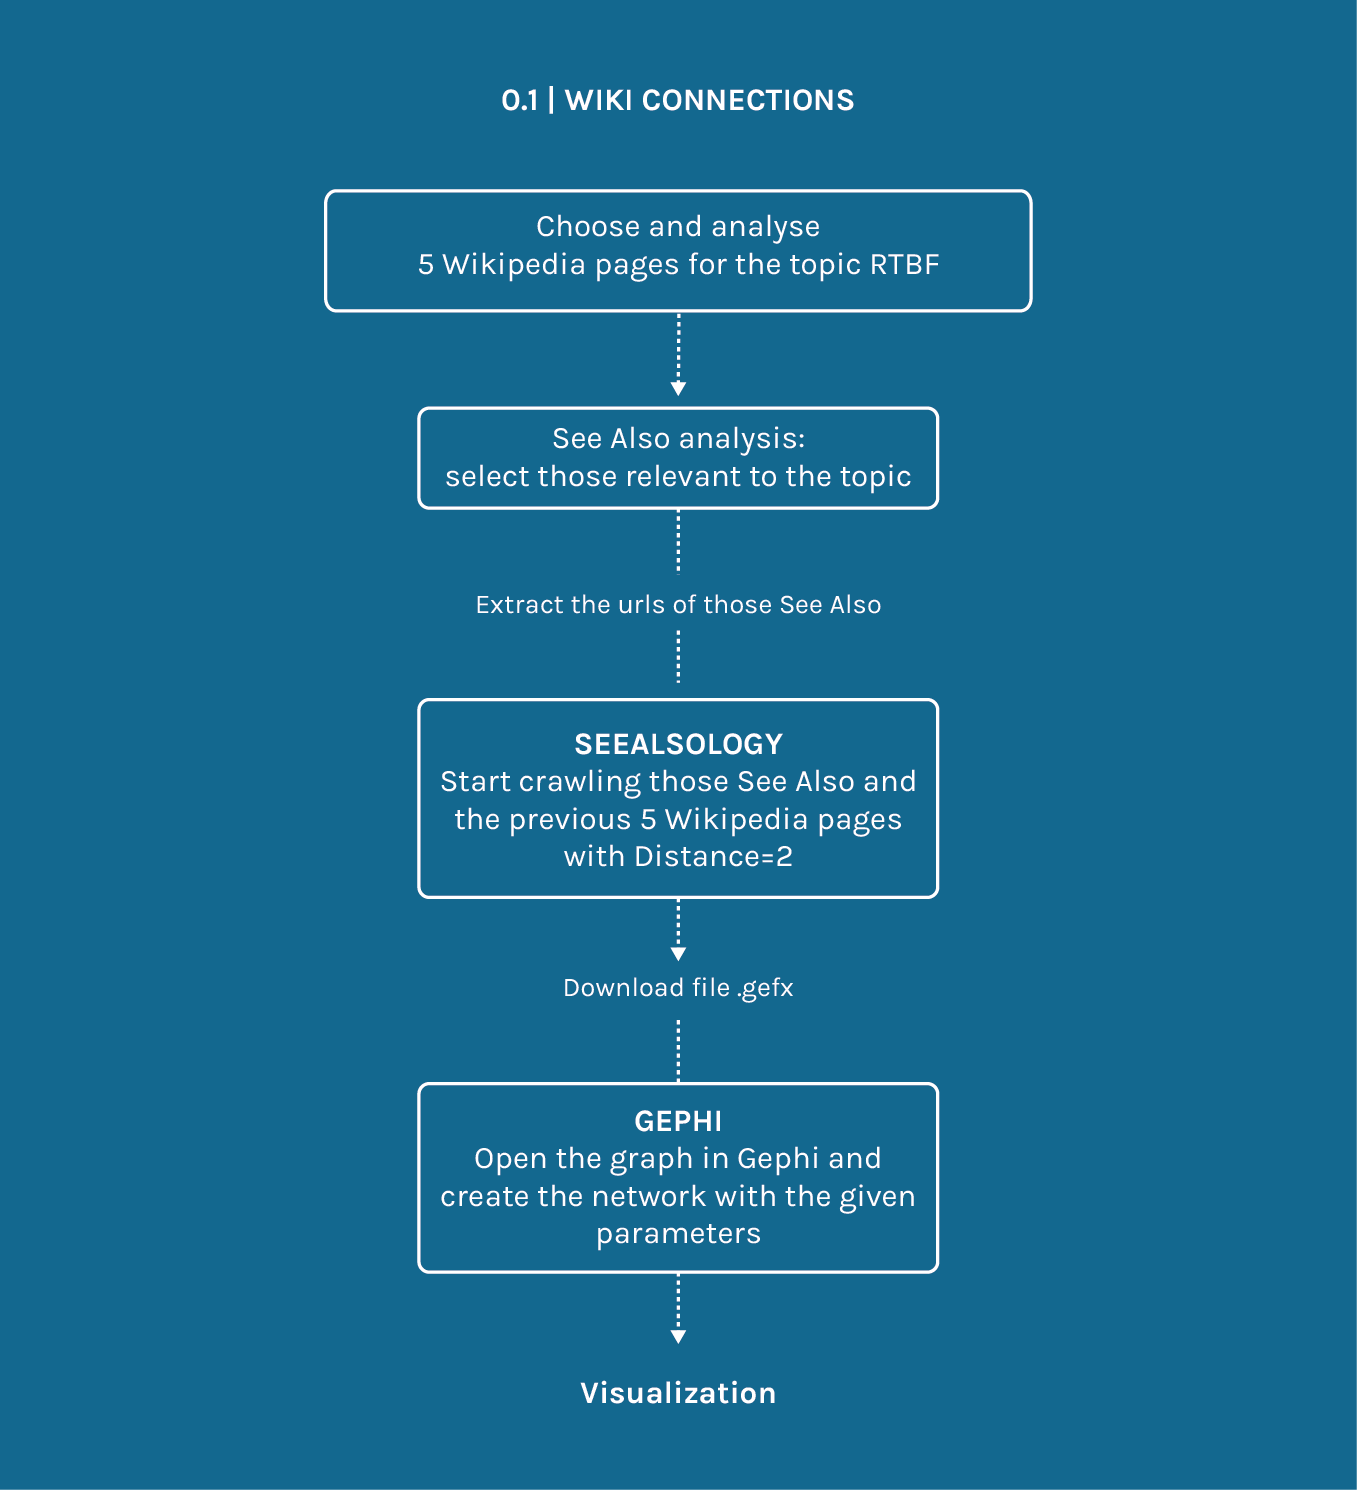 0.1 | WIKI CONNECTIONS
Choose and analyse
5 Wikipedia pages for the topic RTBF
See Also analysis:
select those relevant to the topic
Extract the urls of those See Also
SEEALSOLOGY
Start crawling those See Also and
the previous 5 Wikipedia pages
with Distance=2
Download file .gefx
GEPHI
Open the graph in Gephi and
create the network with the given
parameters
Visualization